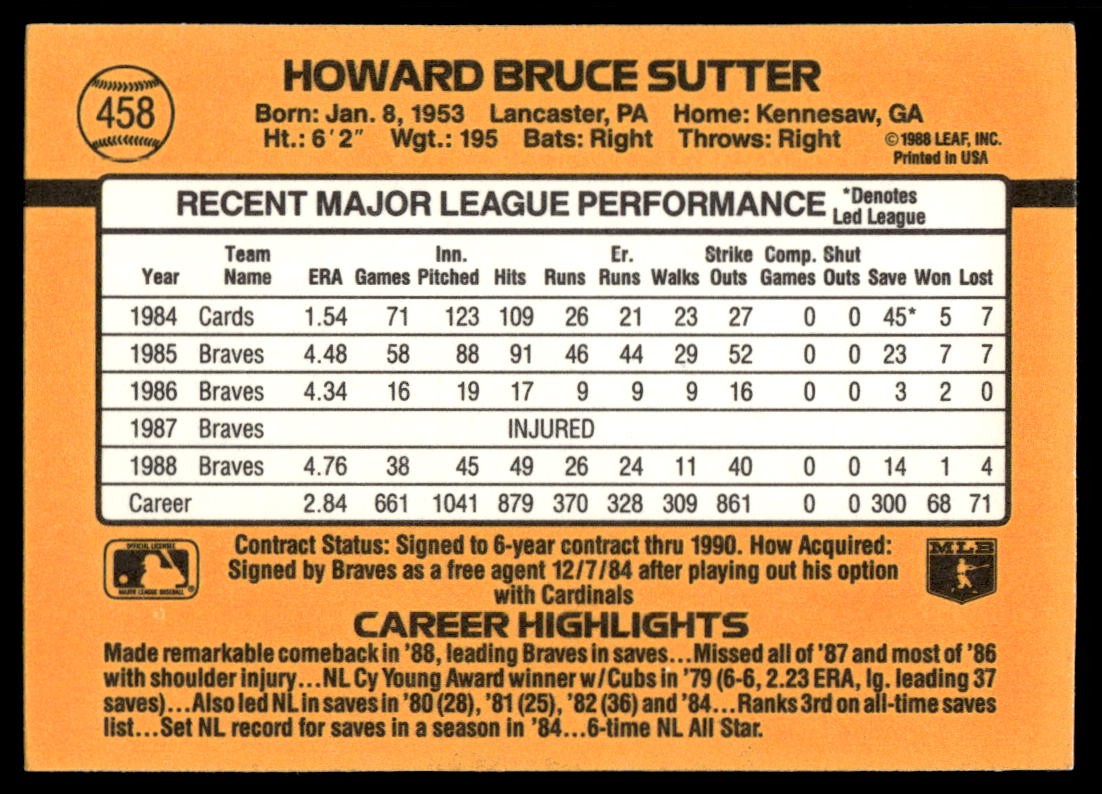 HOWARD BRUCE SUTTER
458
Born: Jan. 8, 1953 Lancaster, PA Home: Kennesaw, GA
Ht.: 6'2" Wgt.: 195 Bats: Right Throws: Right
©1988 LEAF, INC.
Printed in USA
RECENT MAJOR LEAGUE PERFORMANCE *Denotes Led League
Year Team Name ERA Games Inn. Pitched Hits Runs Er. Runs Walks Strike Outs Comp. Games Shut Outs Save Won Lost
1984 Cards 1.54 71 123 109 26 21 23 27 0 0 45* 5 7
1985 Braves 4.48 58 88 91 46 44 29 52 0 0 23 7 7
1986 Braves 4.34 16 19 17 9 9 9 16 0 0 3 2 0
1987 Braves INJURED
1988 Braves 4.76 38 45 49 26 24 11 40 0 0 14 1 4
Career 2.84 661 1041 879 370 328 309 861 0 0 300 68 71
OFFICIAL LICENSEE
MAJOR LEAGUE BASEBALL
®
MLB
Contract Status: Signed to 6-year contract thru 1990. How Acquired:
Signed by Braves as a free agent 12/7/84 after playing out his option
with Cardinals
CAREER HIGHLIGHTS
Made remarkable comeback in '88, leading Braves in saves...Missed all of '87 and most of '86
with shoulder injury...NL Cy Young Award winner w/Cubs in '79 (6-6, 2.23 ERA, lg. leading 37
saves)...Also led NL in saves in '80 (28), '81 (25), '82 (36) and '84...Ranks 3rd on all-time saves
list...Set NL record for saves in a season in '84...6-time NL All Star.